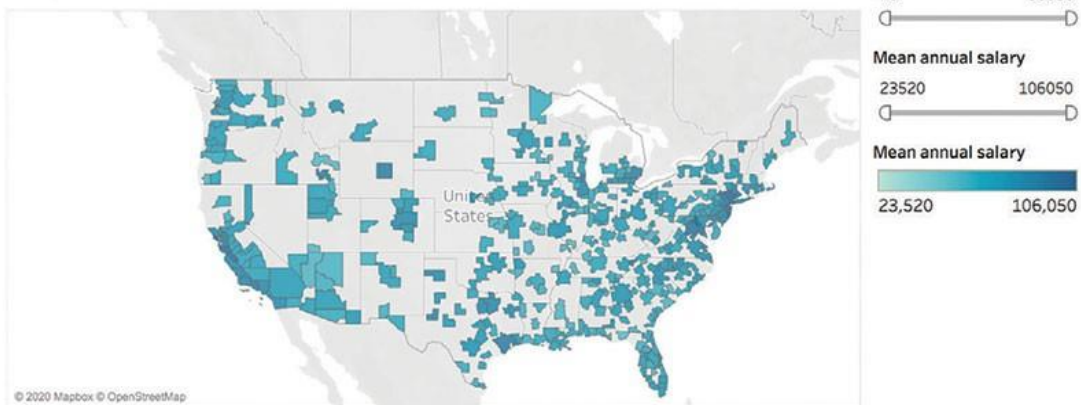 Mean annual salary
23520 106050
Mean annual salary
23,520 106,050
United
States
© 2020 Mapbox © OpenStreetMap